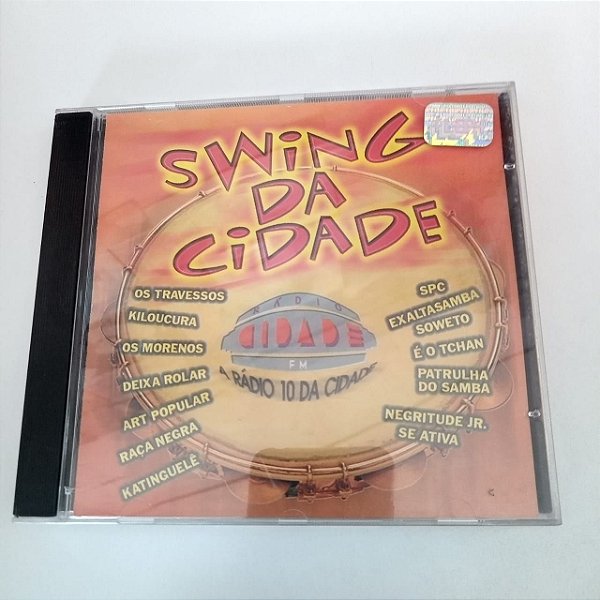 SWiNG
DA
CiDADE
OS TRAVESSOS
KILOUCURA
OS MORENOS
DEIXA ROLAR
ART POPULAR
RAÇA NEGRA
KATINGUELÊ
RÁDIO
CIDADE
FM
A RÁDIO 10 DA CIDADE
SPC
EXALTASAMBA
SOWETO
É O TCHAN
PATRULHA
DO SAMBA
NEGRITUDE JR.
SE ATIVA